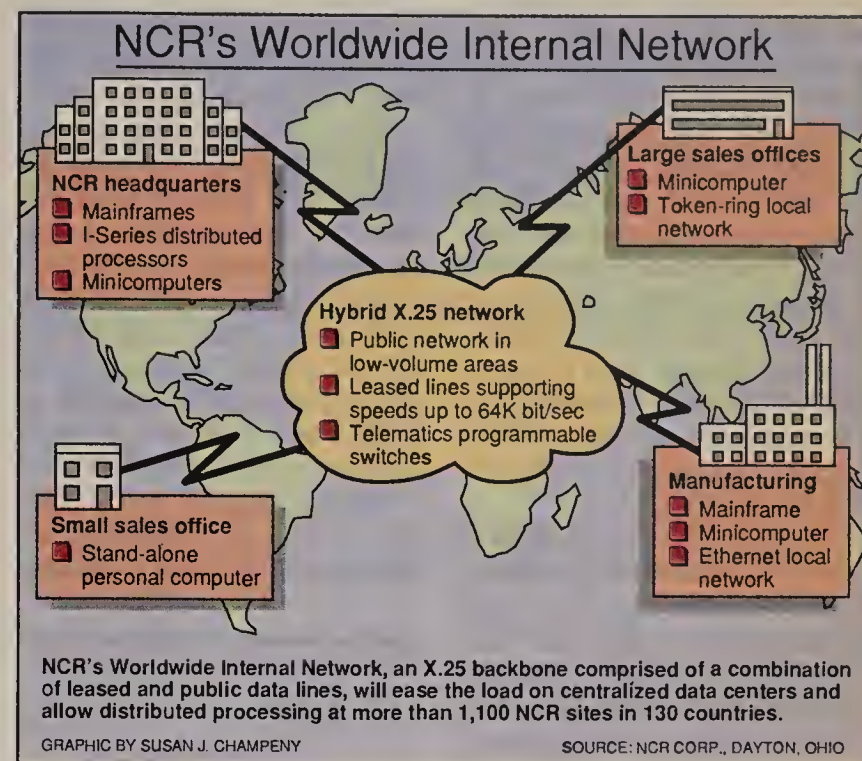 NCR's Worldwide Internal Network
NCR headquarters
Mainframes
I-Series distributed
processors
Minicomputers
Large sales offices
Minicomputer
Token-ring local
network
Hybrid X.25 network
Public network in
low-volume areas
Leased lines supporting
speeds up to 64K bit/sec
Telematics programmable
switches
Small sales office
Stand-alone
personal computer
Manufacturing
Mainframe
Minicomputer
Ethernet local
network
NCR's Worldwide Internal Network, an X.25 backbone comprised of a combination
of leased and public data lines, will ease the load on centralized data centers and
allow distributed processing at more than 1,100 NCR sites in 130 countries.
GRAPHIC BY SUSAN J. CHAMPENY
SOURCE: NCR CORP., DAYTON, OHIO